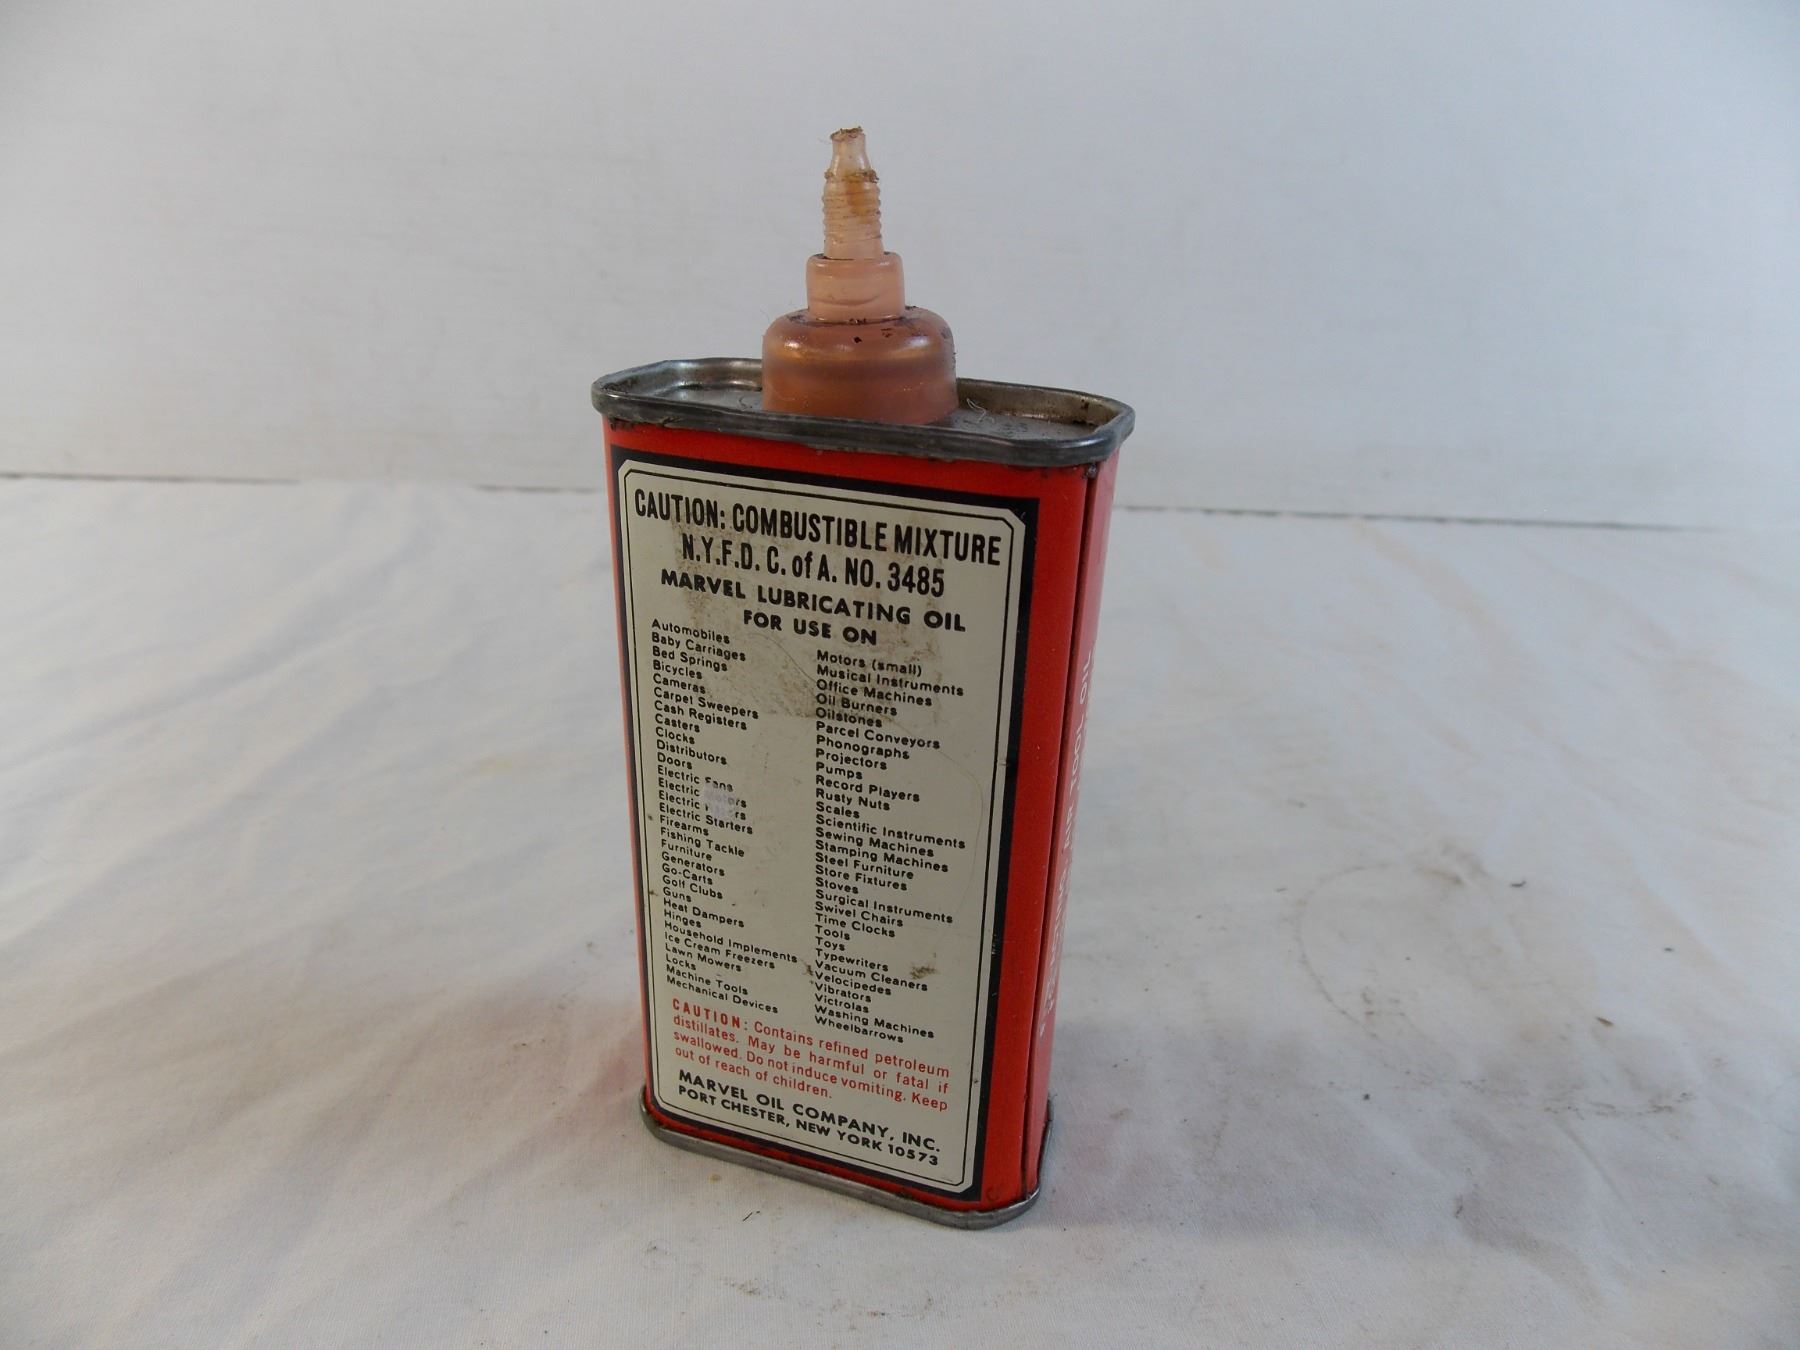 CAUTION: COMBUSTIBLE MIXTURE
N.Y.F.D. C. of A. NO. 3485
MARVEL LUBRICATING OIL
FOR USE ON
Automobiles
Baby Carriages
Bed Springs
Bicycles
Cameras
Carpet Sweepers
Cash Registers
Casters
Clocks
Distributors
Doors
Electric Fans
Electric Motors
Electric
Electric Starters
Firearms
Fishing Tackle
Furniture
Generators
Go-Carts
Golf Clubs
Guns
Heat Dampers
Hinges
Household Implements
Ice Cream Freezers
Lawn Mowers
Locks
Machine Tools
Mechanical Devices
Motors (small)
Musical Instruments
Office Machines
Oil Burners
Oilstones
Parcel Conveyors
Phonographs
Projectors
Pumps
Record Players
Rusty Nuts
Scales
Scientific Instruments
Sewing Machines
Stamping Machines
Steel Furniture
Store Fixtures
Stoves
Surgical Instruments
Swivel Chairs
Time Clocks
Tools
Toys
Typewriters
Vacuum Cleaners
Velocipedes
Vibrators
Victrolas
Washing Machines
Wheelbarrows
CAUTION: Contains refined petroleum
distillates. May be harmful or fatal if
swallowed. Do not induce vomiting. Keep
out of reach of children.
MARVEL OIL COMPANY, INC.
PORT CHESTER, NEW YORK 10573
AIR TOOL OIL